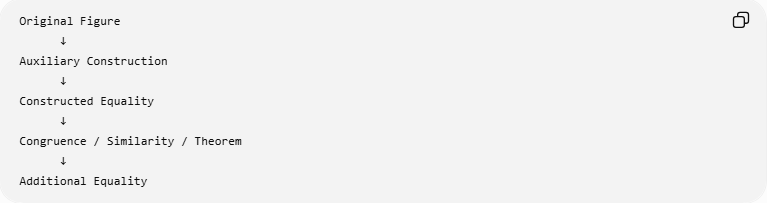 Original Figure
↓
Auxiliary Construction
↓
Constructed Equality
↓
Congruence / Similarity / Theorem
↓
Additional Equality